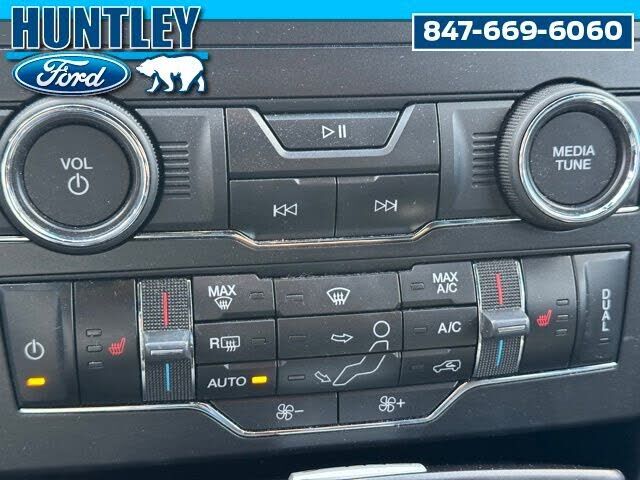 HUNTLEY
Ford
847-669-6060
VOL
MEDIA
TUNE
MAX
MAX
A/C
R
A/C
AUTO
DUAL